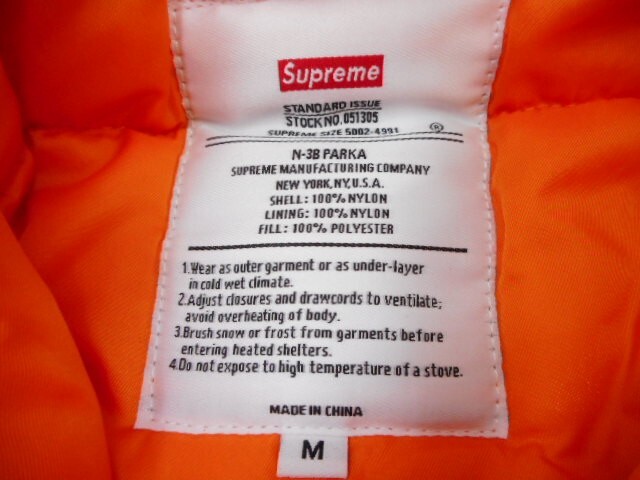 Supreme
STANDARD ISSUE
STOCK NO. 051305
SUPREME SIZE 5002-4991 ®
N-3B PARKA
SUPREME MANUFACTURING COMPANY
NEW YORK, NY, U.S.A.
SHELL: 100% NYLON
LINING: 100% NYLON
FILL: 100% POLYESTER
1.Wear as outer garment or as under-layer
in cold wet climate.
2.Adjust closures and drawcords to ventilate;
avoid overheating of body.
3.Brush snow or frost from garments before
entering heated shelters.
4.Do not expose to high temperature of a stove.
MADE IN CHINA
M